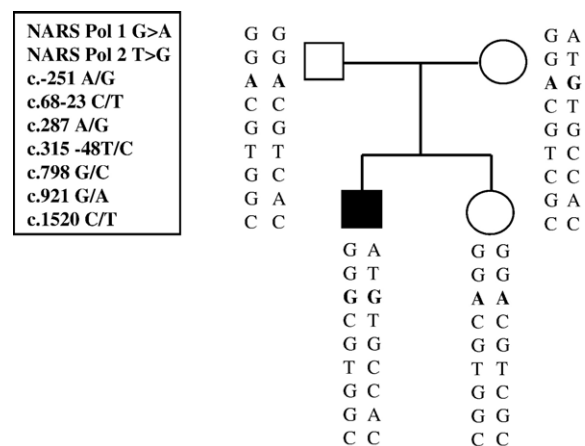 NARS Pol 1 G>A
NARS Pol 2 T>G
c.-251 A/G
c.68-23 C/T
c.287 A/G
c.315 -48T/C
c.798 G/C
c.921 G/A
c.1520 C/T
G G
G G
A A
C C
G G
T T
G C
G A
C C
G A
G T
A G
C T
G G
T C
C C
G A
C C
G A
G T
G G
C T
G G
T C
G C
G A
C C
G G
G G
A A
C C
G G
T T
G C
G G
C C